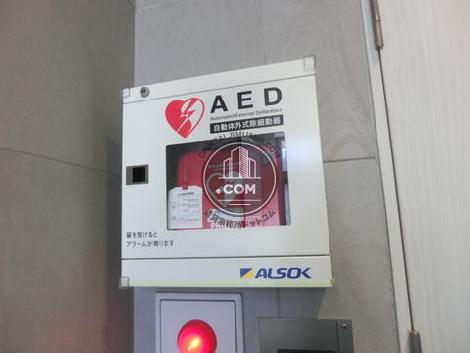 AED
Automated External Defibrillator
自動体外式除細動器
.COM
扉を開けると
アラームが鳴ります
ALSOK